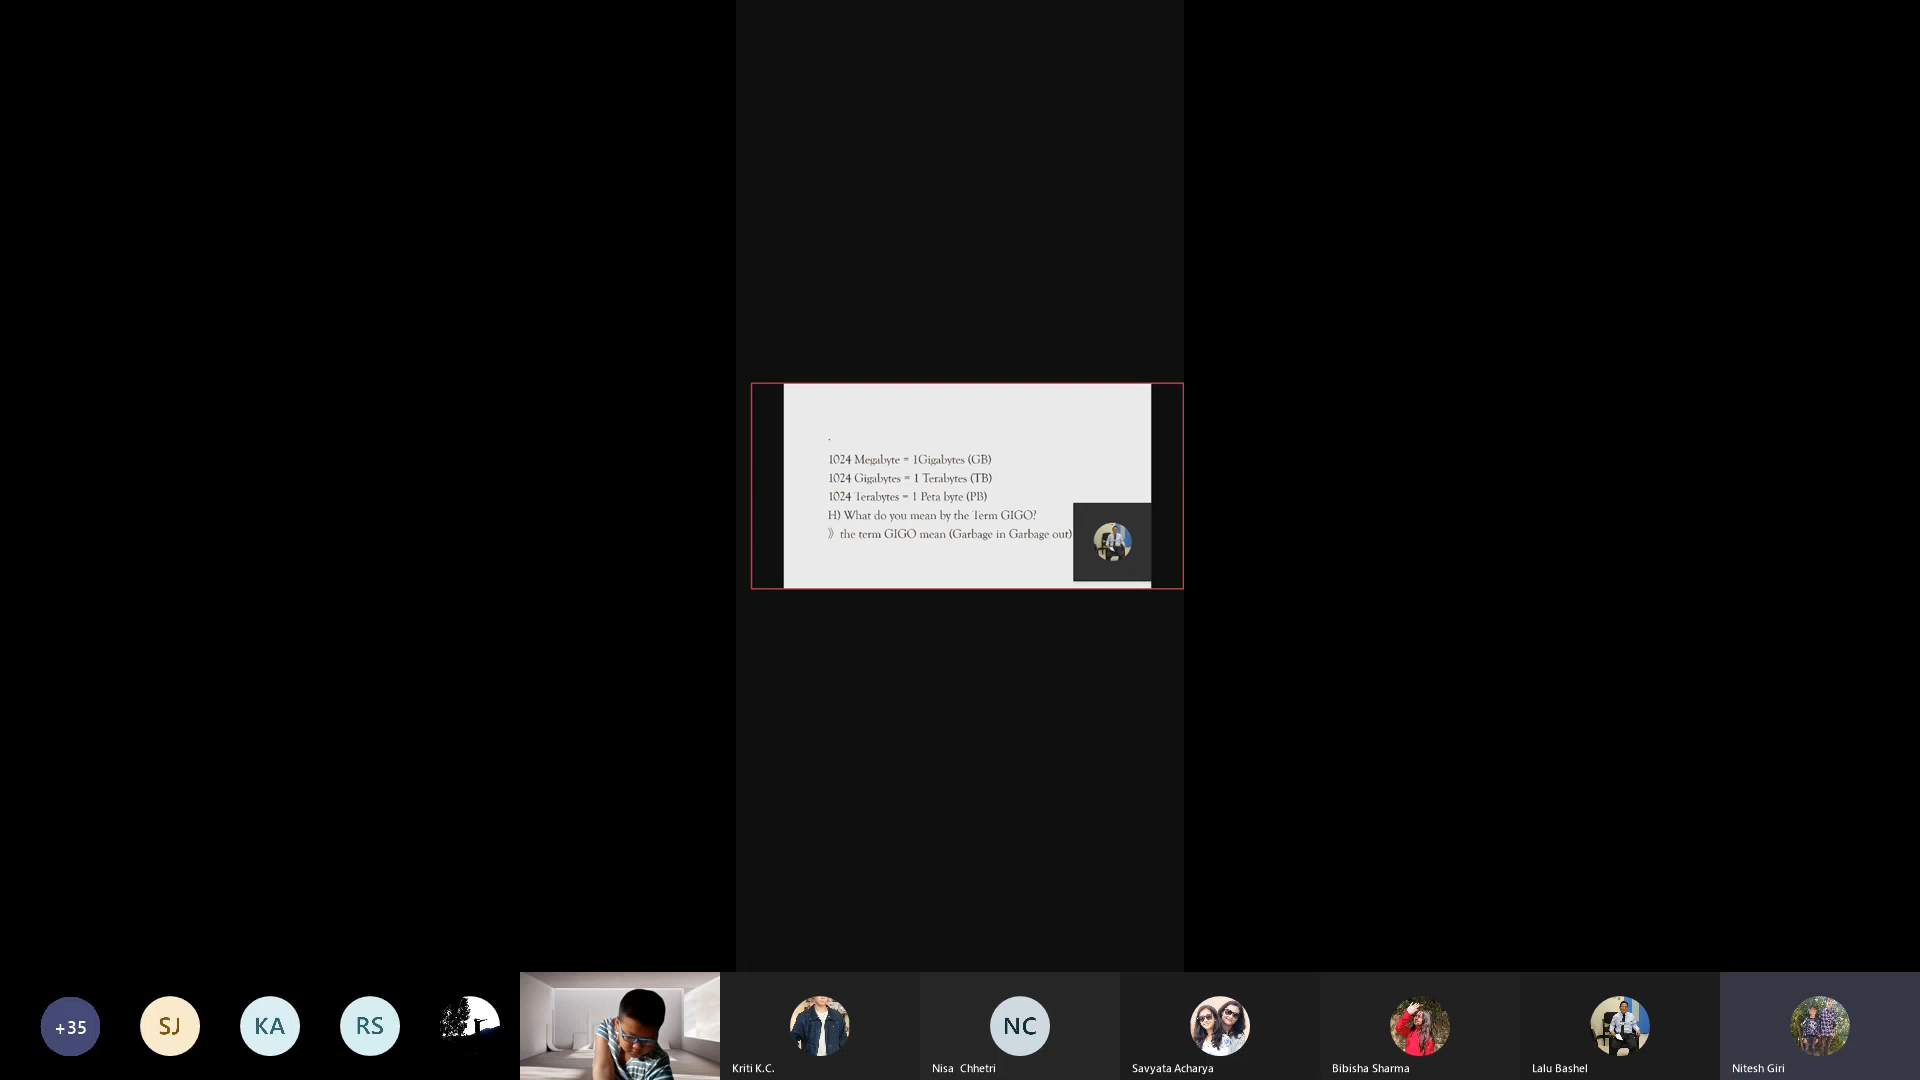 .
1024 Megabyte = 1Gigabytes (GB)
1024 Gigabytes = 1 Terabytes (TB)
1024 Terabytes = 1 Peta byte (PB)
H) What do you mean by the Term GIGO?
》 the term GIGO mean (Garbage in Garbage out)
+35
SJ
KA
RS
NC
Kriti K.C.
Nisa Chhetri
Savyata Acharya
Bibisha Sharma
Lalu Bashel
Nitesh Giri